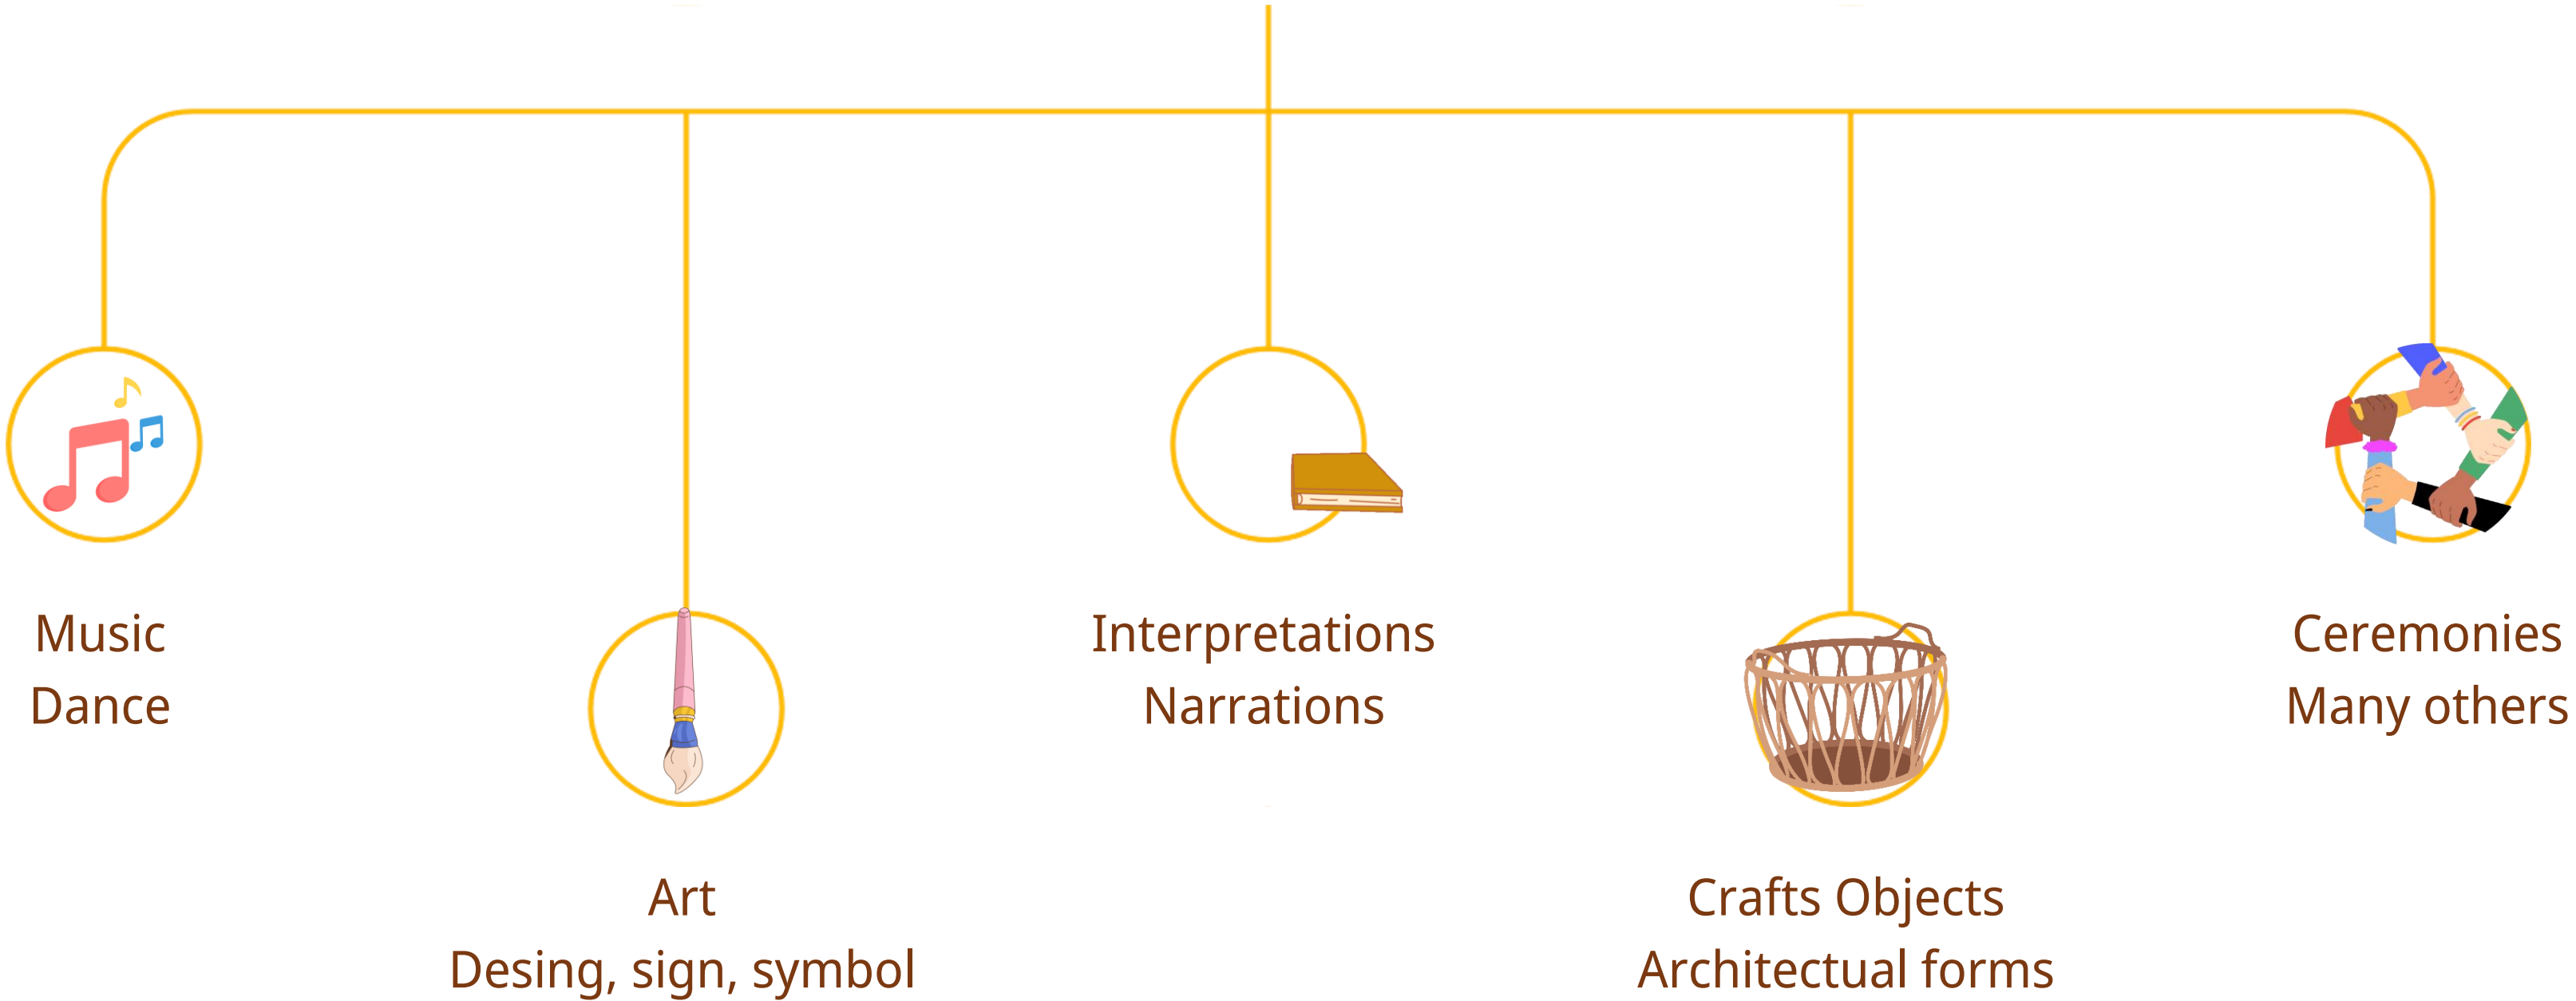 Music
Dance
Art
Desing, sign, symbol
Interpretations
Narrations
Crafts Objects
Architectual forms
Ceremonies
Many others